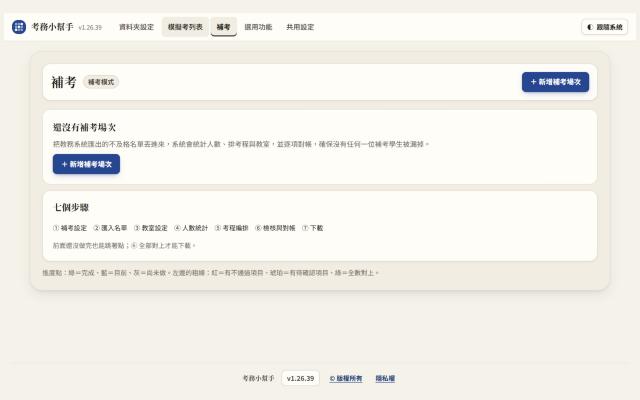 考務小幫手 v1.26.39 資料夾設定 模擬考列表 補考 選用功能 共用設定 跟隨系統
補考 補考模式 ＋ 新增補考場次
還沒有補考場次
把教務系統匯出的不及格名單丟進來，系統會統計人數、排考程與教室，並逐項對帳，確保沒有任何一位補考學生被漏掉。
＋ 新增補考場次
七個步驟
① 補考設定 ② 匯入名單 ③ 教室設定 ④ 人數統計 ⑤ 考程編排 ⑥ 檢核與對帳 ⑦ 下載
前置還沒做完也能跳著點；⑥ 全部對上才能下載。
進度點：綠＝完成、藍＝目前、灰＝尚未做。左邊的粗線：紅＝有不通過項目、琥珀＝有待確認項目、綠＝全數對上。
考務小幫手 v1.26.39 © 版權所有 隱私權